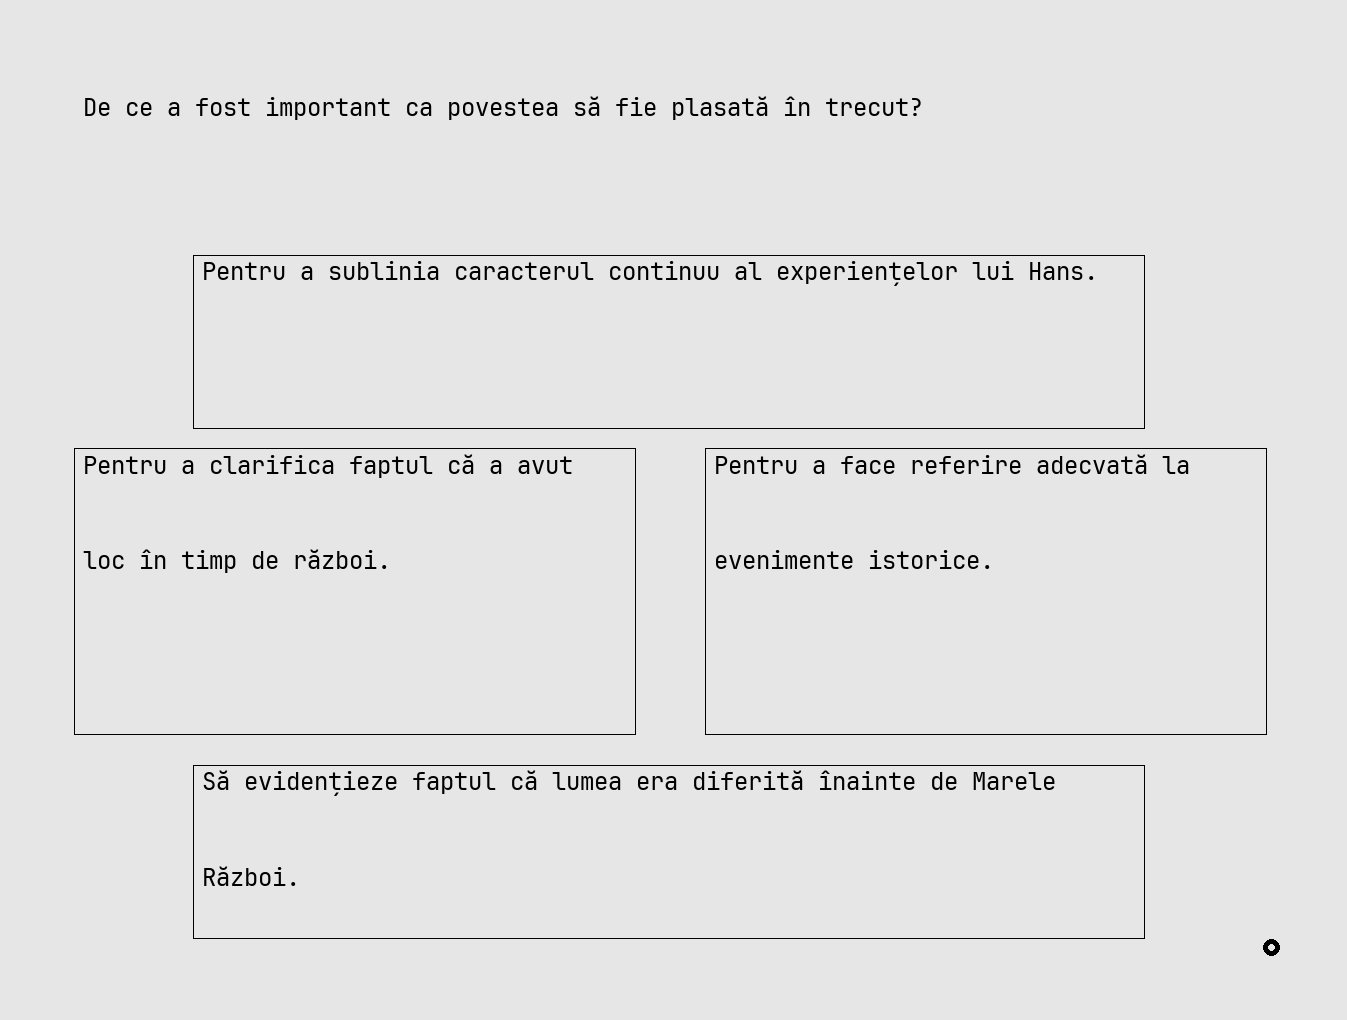 De ce a fost important ca povestea să fie plasată în trecut?
Pentru a sublinia caracterul continuu al experiențelor lui Hans.
Pentru a clarifica faptul că a avut
loc în timp de război.
Pentru a face referire adecvată la
evenimente istorice.
Să evidențieze faptul că lumea era diferită înainte de Marele
Război.